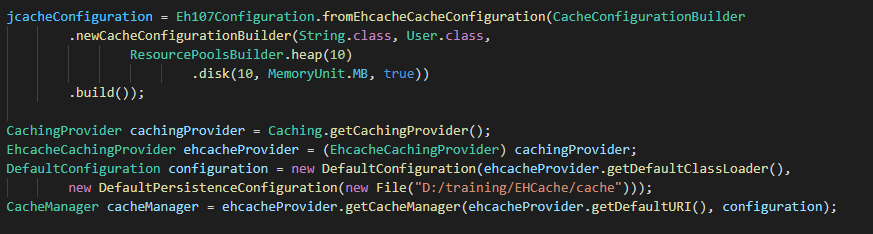 jcacheConfiguration = Eh107Configuration.fromEhcacheCacheConfiguration(CacheConfigurationBuilder
.newCacheConfigurationBuilder(String.class, User.class,
ResourcePoolsBuilder.heap(10)
.disk(10, MemoryUnit.MB, true))
.build());
CachingProvider cachingProvider = Caching.getCachingProvider();
EhcacheCachingProvider ehcacheProvider = (EhcacheCachingProvider) cachingProvider;
DefaultConfiguration configuration = new DefaultConfiguration(ehcacheProvider.getDefaultClassLoader(),
new DefaultPersistenceConfiguration(new File("D:/training/EHCache/cache")));
CacheManager cacheManager = ehcacheProvider.getCacheManager(ehcacheProvider.getDefaultURI(), configuration);